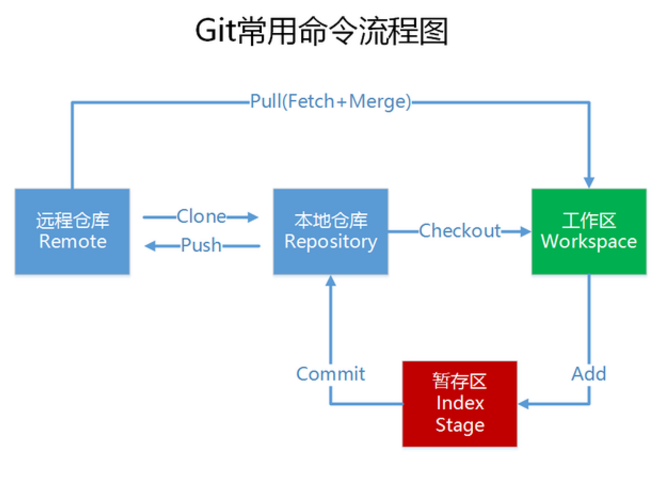 Git常用命令流程图
Pull(Fetch+Merge)
远程仓库
Remote
Clone
Push
本地仓库
Repository
Checkout
工作区
Workspace
Commit
暂存区
Index
Stage
Add